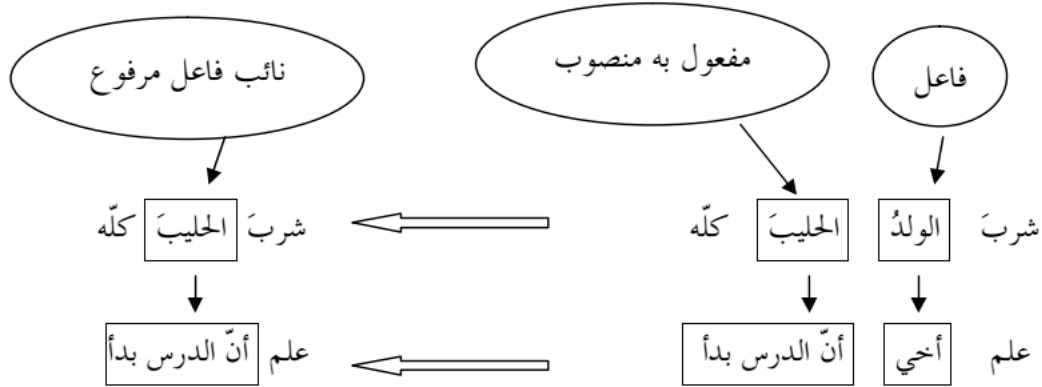 فاعل
مفعول به منصوب
نائب فاعل مرفوع
شربَ الولدُ الحليبَ كلّه
شربَ الحليبَ كلّه
علم أخي أنّ الدرس بدأ
علم أنّ الدرس بدأ